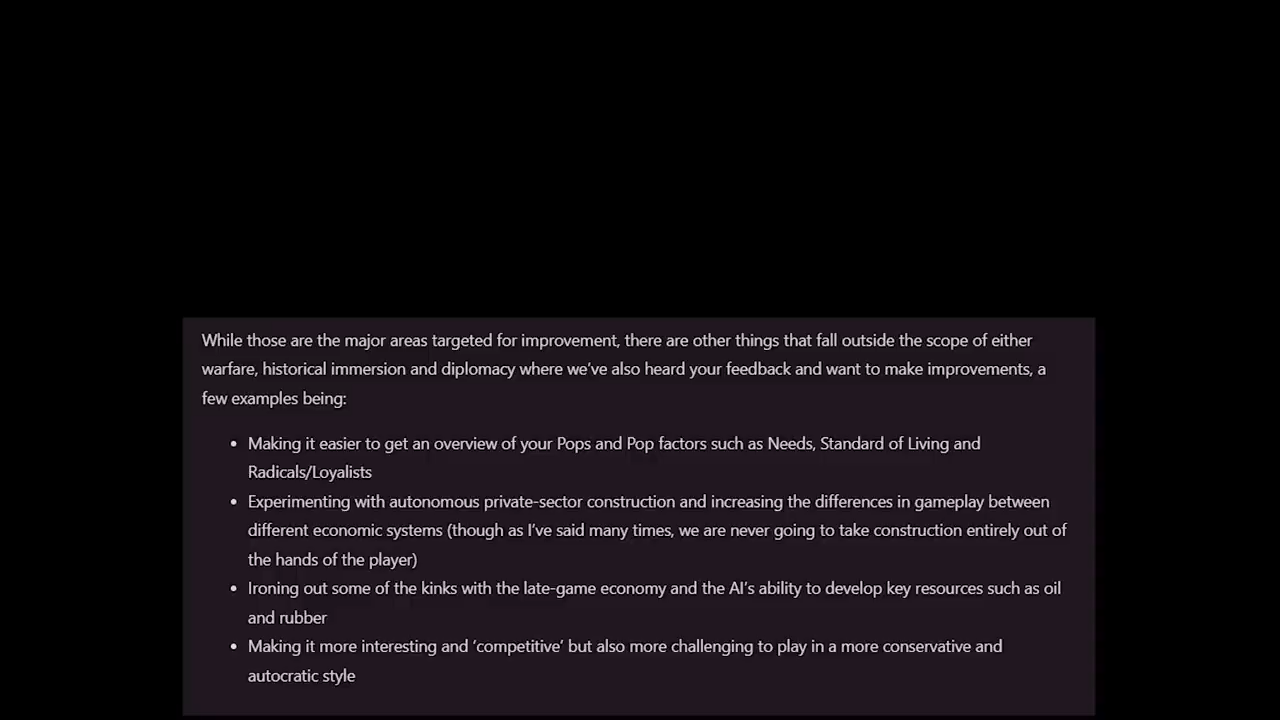 While those are the major areas targeted for improvement, there are other things that fall outside the scope of either
warfare, historical immersion and diplomacy where we've also heard your feedback and want to make improvements, a
few examples being:
• Making it easier to get an overview of your Pops and Pop factors such as Needs, Standard of Living and
Radicals/Loyalists
• Experimenting with autonomous private-sector construction and increasing the differences in gameplay between
different economic systems (though as I've said many times, we are never going to take construction entirely out of
the hands of the player)
• Ironing out some of the kinks with the late-game economy and the AI's ability to develop key resources such as oil
and rubber
• Making it more interesting and ‘competitive’ but also more challenging to play in a more conservative and
autocratic style